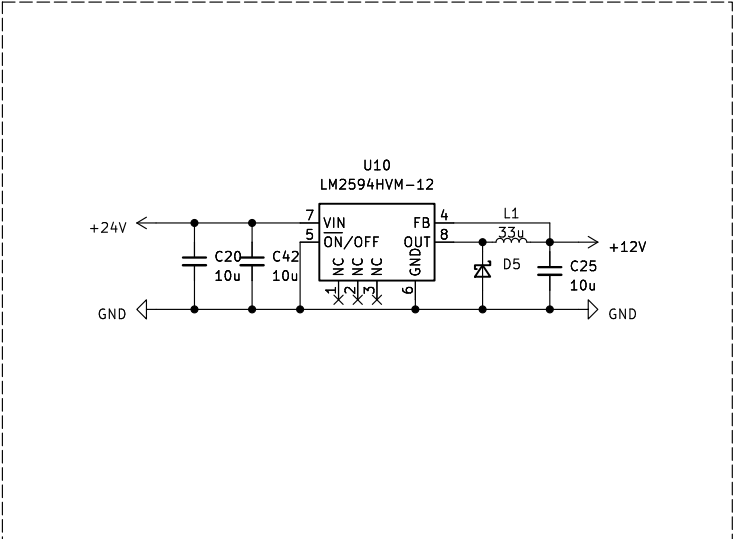 U10
LM2594HVM-12
+24V
7
VIN
5
ON/OFF
FB
4
OUT
8
NC
NC
NC
GND
1
2
3
6
C20
10u
C42
10u
L1
33u
D5
+12V
C25
10u
GND
GND